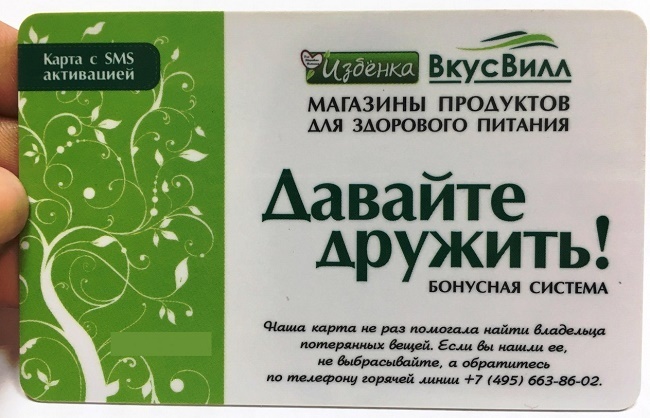 Карта с SMS
активацией
Избёнка ВкусВилл
МАГАЗИНЫ ПРОДУКТОВ
ДЛЯ ЗДОРОВОГО ПИТАНИЯ
Давайте
дружить!
БОНУСНАЯ СИСТЕМА
Наша карта не раз помогала найти владельца
потерянных вещей. Если вы нашли ее,
не выбрасывайте, а обратитесь
по телефону горячей линии +7 (495) 663-86-02.